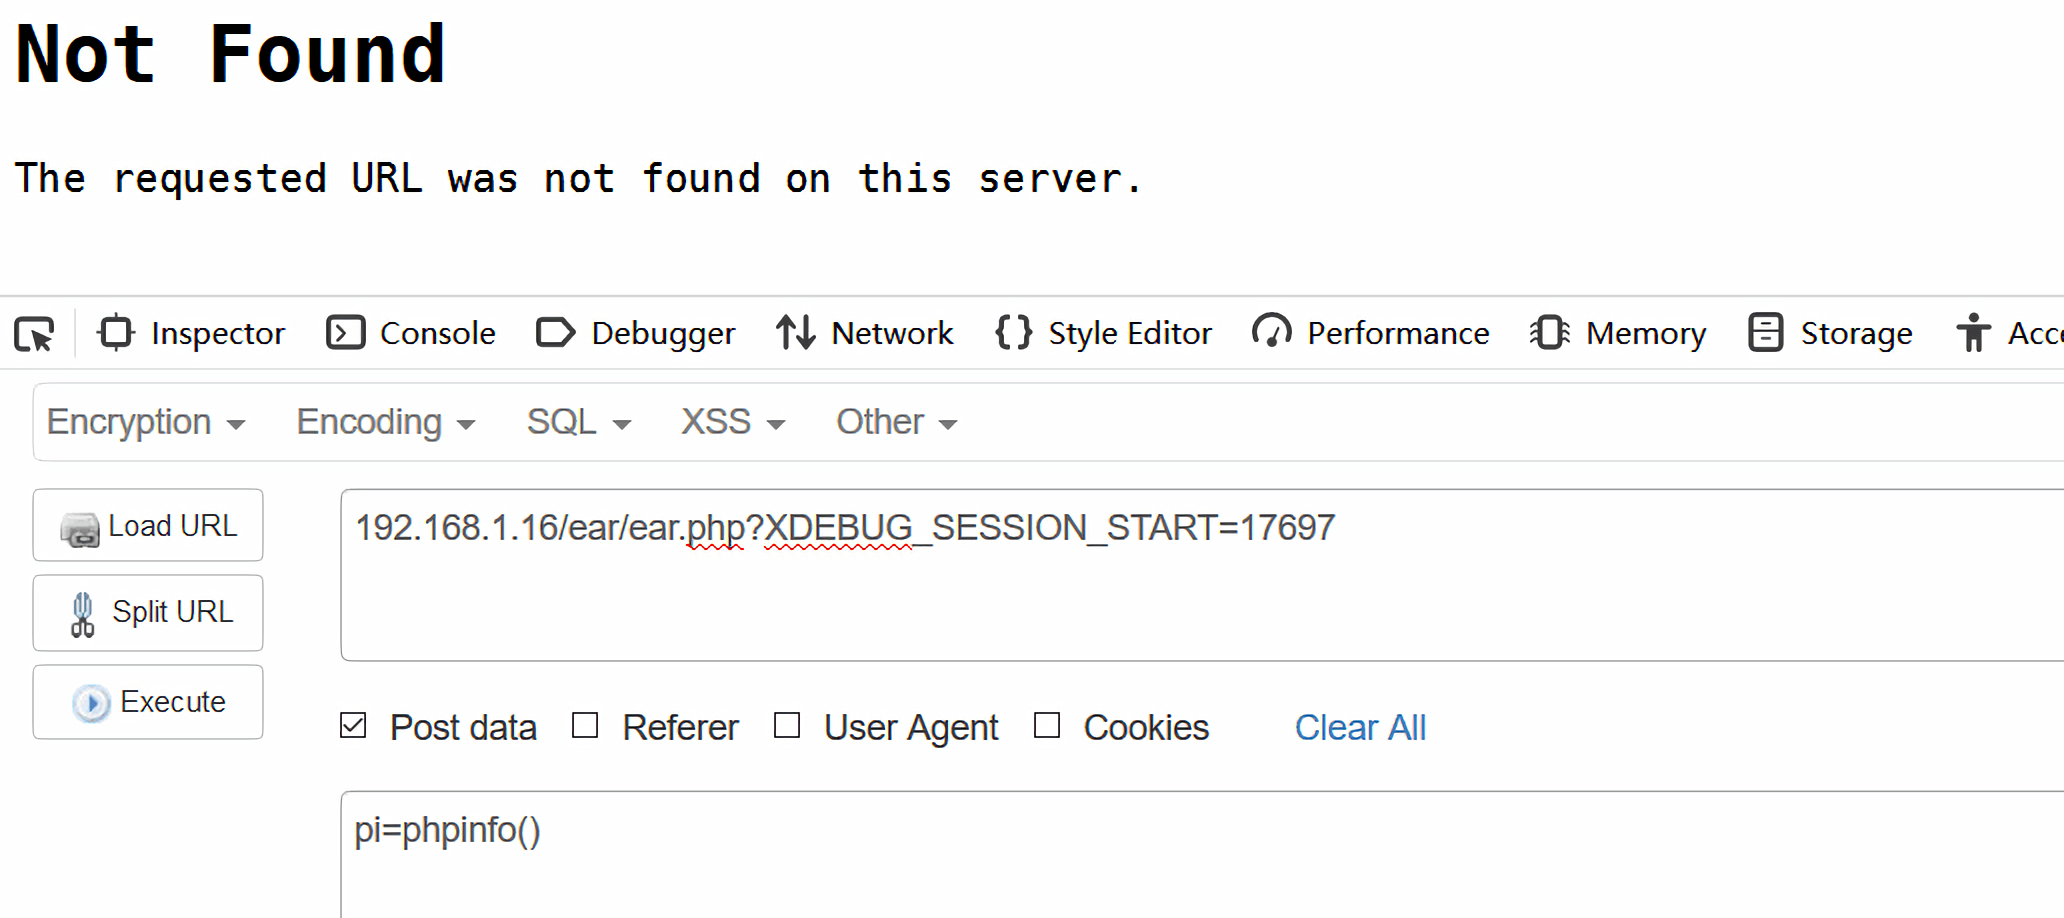 Not Found
The requested URL was not found on this server.
Inspector Console Debugger Network Style Editor Performance Memory Storage Acce
Encryption Encoding SQL XSS Other
Load URL
192.168.1.16/ear/ear.php?XDEBUG_SESSION_START=17697
Split URL
Execute
Post data Referer User Agent Cookies Clear All
pi=phpinfo()